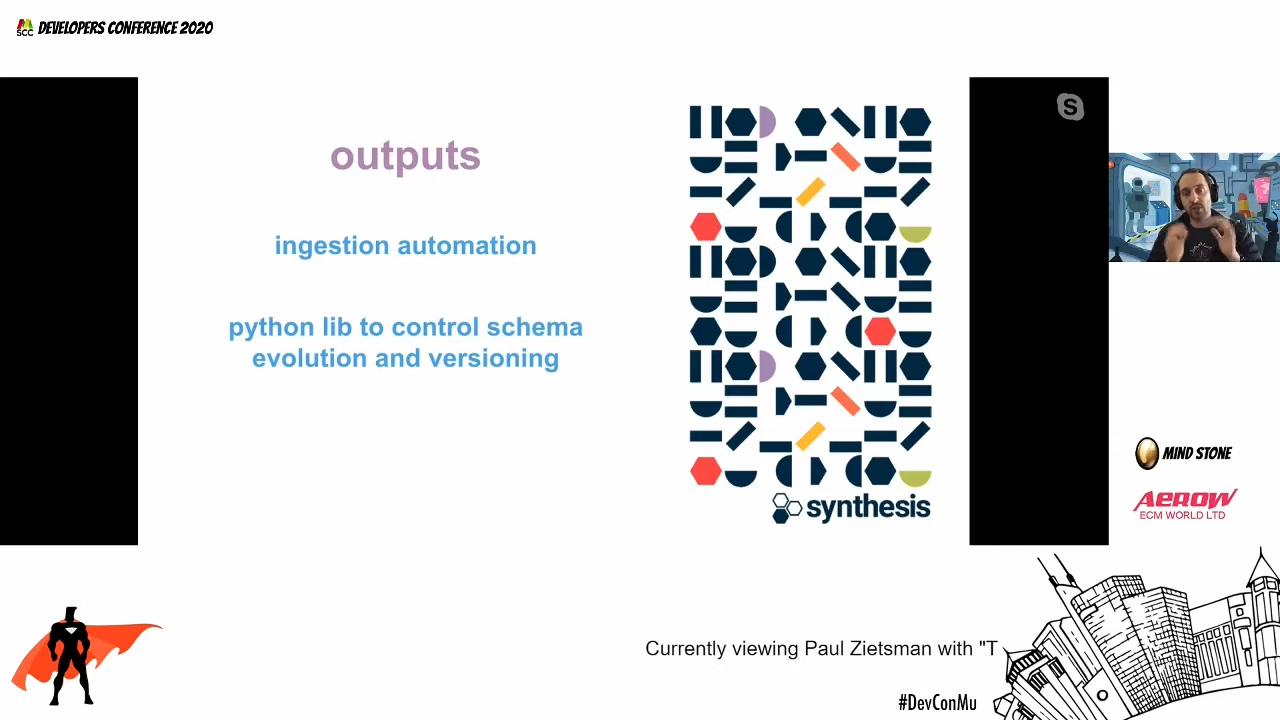 SCC DEVELOPERS CONFERENCE 2020
outputs
ingestion automation
python lib to control schema
evolution and versioning
synthesis
S
MIND STONE
AEROW
ECM WORLD LTD
Currently viewing Paul Zietsman with "T
#DevConMu